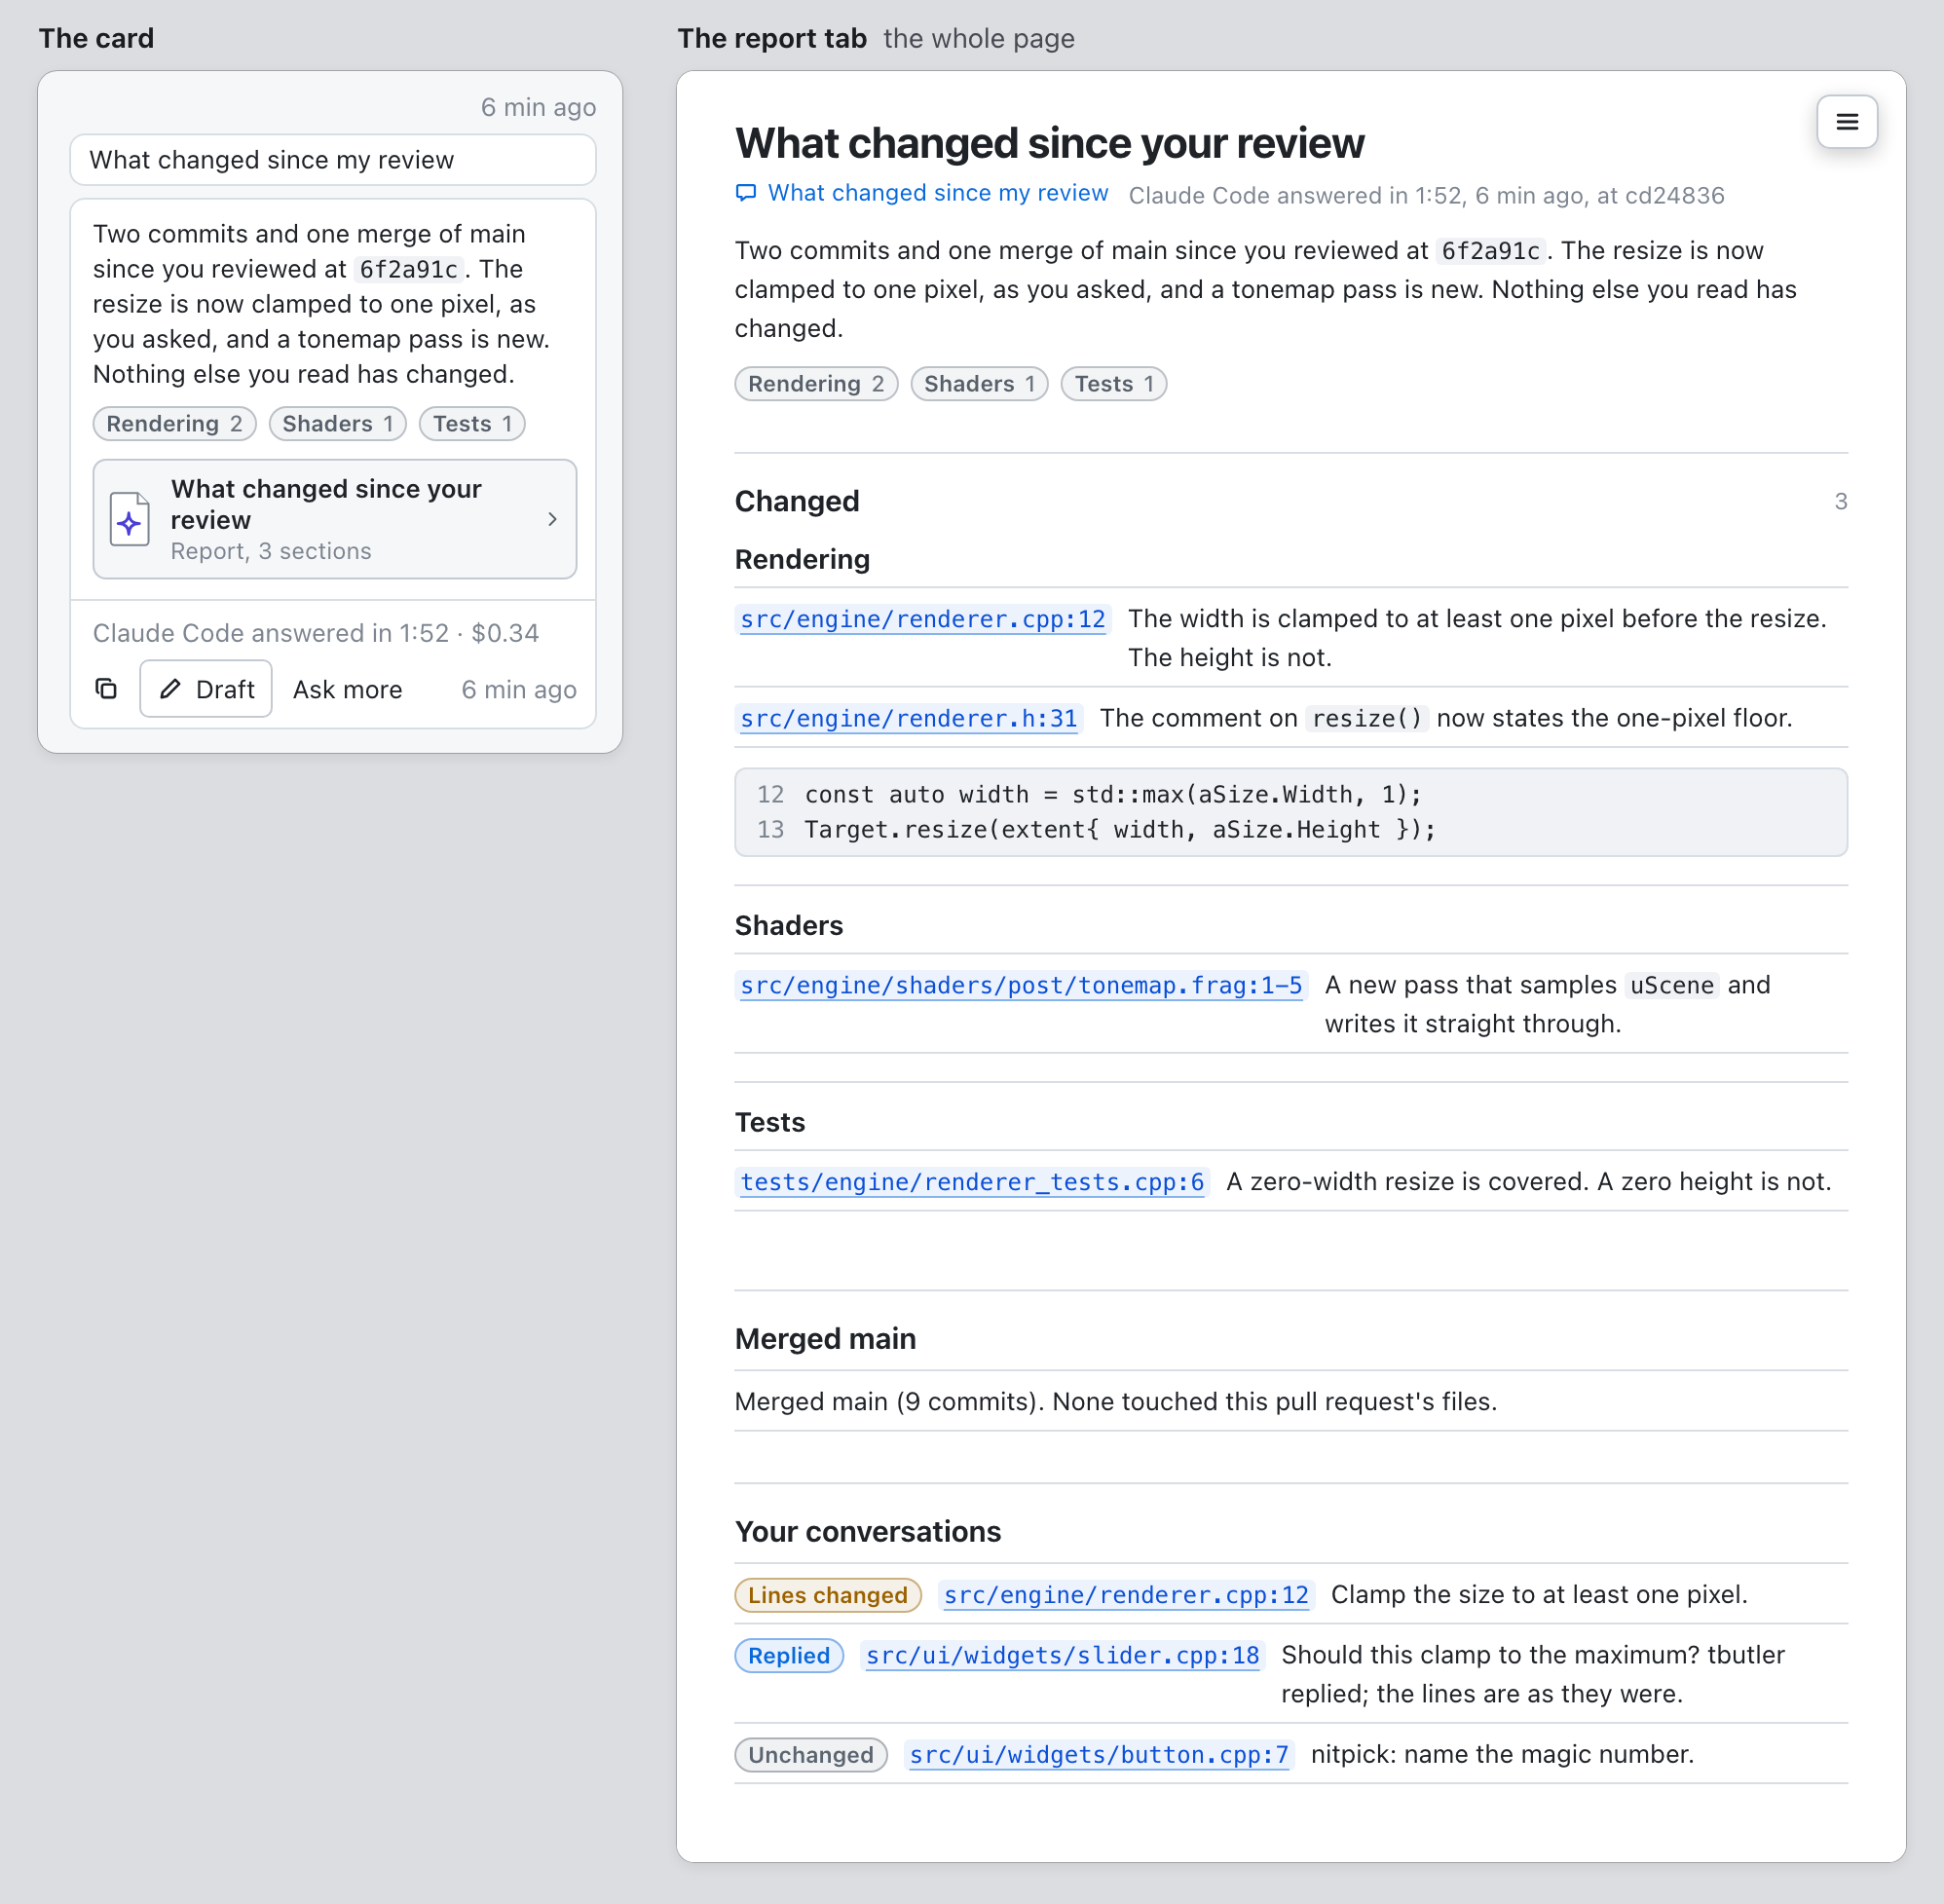 The card
6 min ago
What changed since my review
Two commits and one merge of main
since you reviewed at 6f2a91c. The
resize is now clamped to one pixel, as
you asked, and a tonemap pass is new.
Nothing else you read has changed.
Rendering 2 Shaders 1 Tests 1
What changed since your
review
Report, 3 sections
Claude Code answered in 1:52 · $0.34
Draft Ask more 6 min ago
The report tab the whole page
What changed since your review
What changed since my review Claude Code answered in 1:52, 6 min ago, at cd24836
Two commits and one merge of main since you reviewed at 6f2a91c. The resize is now
clamped to one pixel, as you asked, and a tonemap pass is new. Nothing else you read has
changed.
Rendering 2 Shaders 1 Tests 1
Changed 3
Rendering
src/engine/renderer.cpp:12 The width is clamped to at least one pixel before the resize.
The height is not.
src/engine/renderer.h:31 The comment on resize() now states the one-pixel floor.
12 const auto width = std::max(aSize.Width, 1);
13 Target.resize(extent{ width, aSize.Height });
Shaders
src/engine/shaders/post/tonemap.frag:1–5 A new pass that samples uScene and
writes it straight through.
Tests
tests/engine/renderer_tests.cpp:6 A zero-width resize is covered. A zero height is not.
Merged main
Merged main (9 commits). None touched this pull request's files.
Your conversations
Lines changed src/engine/renderer.cpp:12 Clamp the size to at least one pixel.
Replied src/ui/widgets/slider.cpp:18 Should this clamp to the maximum? tbutler
replied; the lines are as they were.
Unchanged src/ui/widgets/button.cpp:7 nitpick: name the magic number.